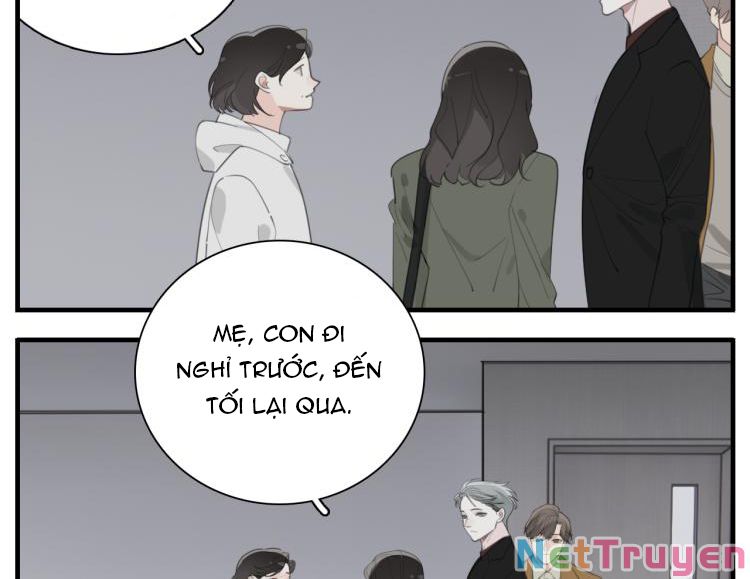 MẸ, CON ĐI
NGHỈ TRƯỚC, ĐẾN
TỐI LẠI QUA.
NetTruyen